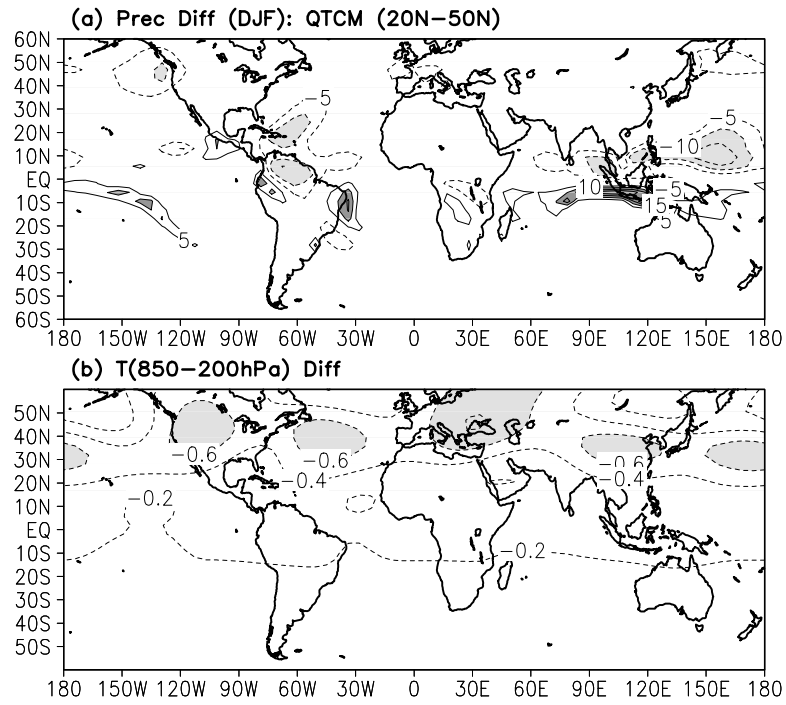 (a) Prec Diff (DJF): QTCM (20N−50N)
60N
50N
40N
30N
20N
10N
EQ
10S
20S
30S
40S
50S
60S
−5
−10
10
−5
15
5
5
180 150W 120W 90W 60W 30W 0 30E 60E 90E 120E 150E 180
(b) T(850−200hPa) Diff
50N
40N
30N
20N
10N
EQ
10S
20S
30S
40S
50S
−0.6
−0.6
−0.6
−0.4
−0.4
−0.2
−0.2
180 150W 120W 90W 60W 30W 0 30E 60E 90E 120E 150E 180